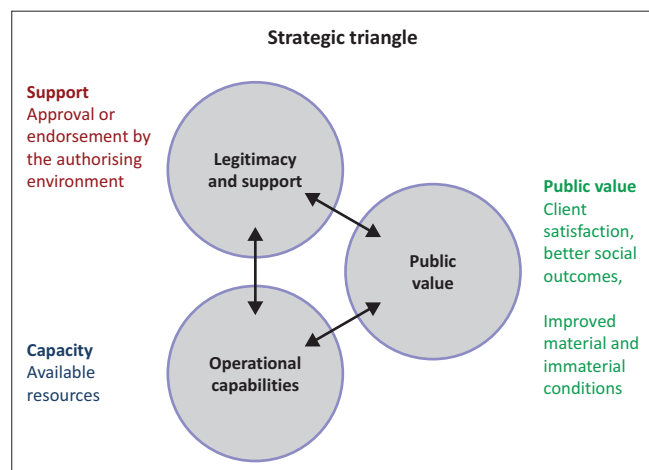 Strategic triangle
Support
Approval or
endorsement by
the authorising
environment
Legitimacy
and support
Public value
Client
satisfaction,
better social
outcomes,
Improved
material and
immaterial
conditions
Public
value
Capacity
Available
resources
Operational
capabilities